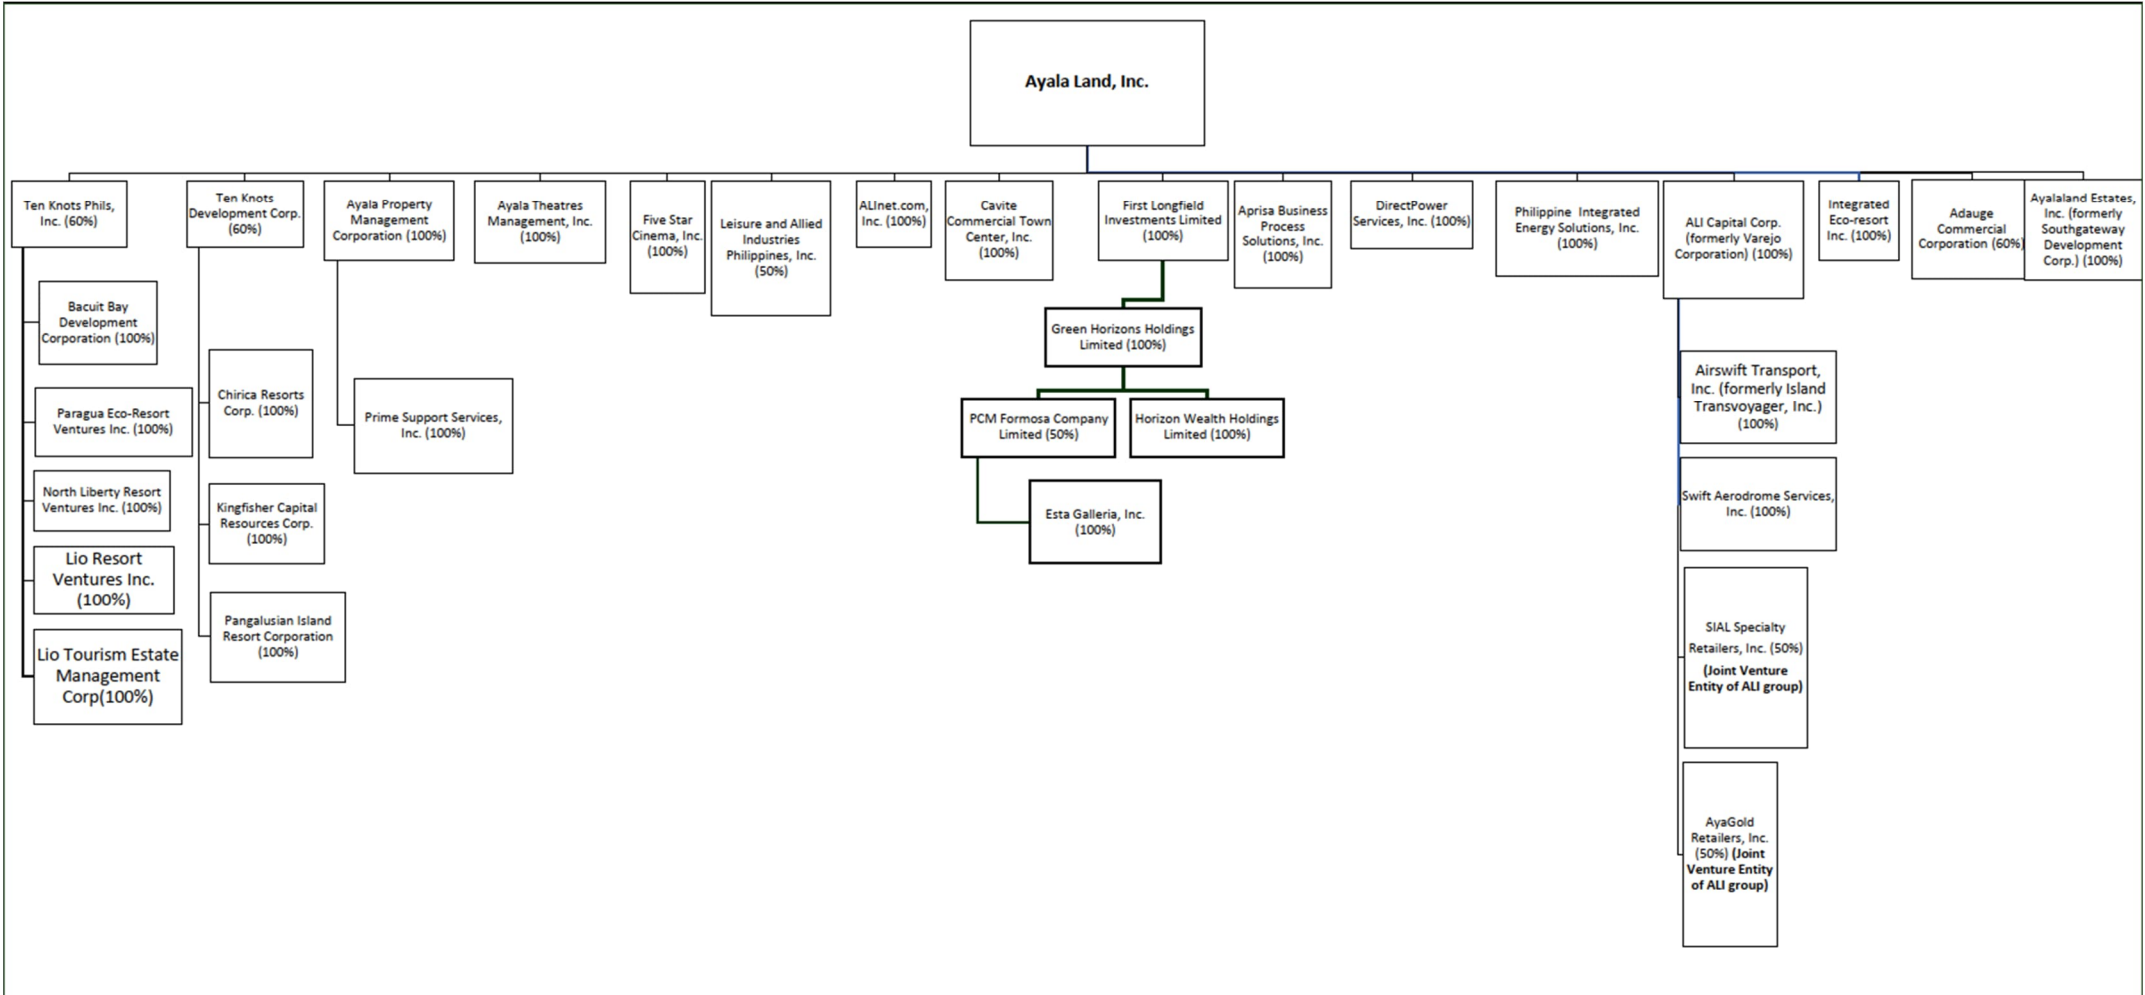 Ayala Land, Inc.
Ten Knots Phils,
Inc. (60%)
Ten Knots
Development Corp.
(60%)
Ayala Property
Management
Corporation (100%)
Ayala Theatres
Management, Inc.
(100%)
Five Star
Cinema, Inc.
(100%)
Leisure and Allied
Industries
Philippines, Inc.
(50%)
ALInet.com,
Inc. (100%)
Cavite
Commercial Town
Center, Inc.
(100%)
First Longfield
Investments Limited
(100%)
Aprisa Business
Process
Solutions, Inc.
(100%)
DirectPower
Services, Inc. (100%)
Philippine Integrated
Energy Solutions, Inc.
(100%)
ALI Capital Corp.
(formerly Varejo
Corporation) (100%)
Integrated
Eco-resort
Inc. (100%)
Adauge
Commercial
Corporation (60%)
Ayalaland Estates,
Inc. (formerly
Southgateway
Development
Corp.) (100%)
Bacuit Bay
Development
Corporation (100%)
Paragua Eco-Resort
Ventures Inc. (100%)
North Liberty Resort
Ventures Inc. (100%)
Lio Resort
Ventures Inc.
(100%)
Lio Tourism Estate
Management
Corp(100%)
Chirica Resorts
Corp. (100%)
Kingfisher Capital
Resources Corp.
(100%)
Pangalusian Island
Resort Corporation
(100%)
Prime Support Services,
Inc. (100%)
Green Horizons Holdings
Limited (100%)
PCM Formosa Company
Limited (50%)
Horizon Wealth Holdings
Limited (100%)
Esta Galleria, Inc.
(100%)
Airswift Transport,
Inc. (formerly Island
Transvoyager, Inc.)
(100%)
Swift Aerodrome Services,
Inc. (100%)
SIAL Specialty
Retailers, Inc. (50%)
(Joint Venture
Entity of ALI group)
AyaGold
Retailers, Inc.
(50%) (Joint
Venture Entity
of ALI group)